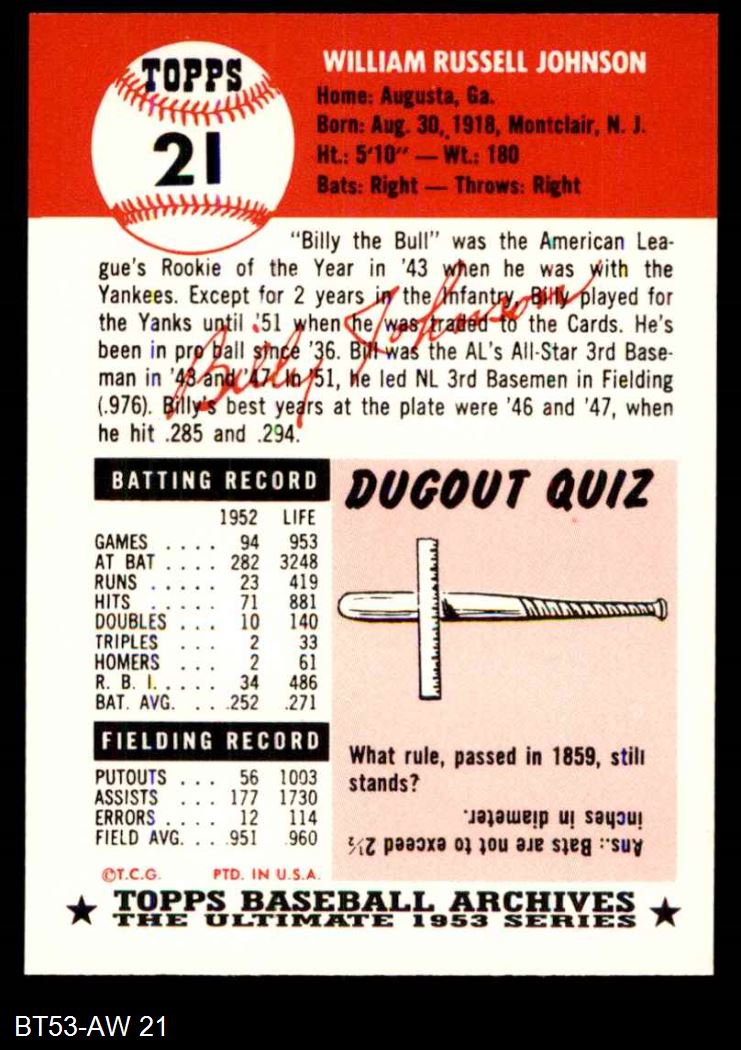 TOPPS
21
WILLIAM RUSSELL JOHNSON
Home: Augusta, Ga.
Born: Aug. 30, 1918, Montclair, N. J.
Ht.: 5'10" — Wt.: 180
Bats: Right — Throws: Right
"Billy the Bull" was the American Lea-
gue's Rookie of the Year in '43 when he was with the
Yankees. Except for 2 years in the Infantry, Billy played for
the Yanks until '51 when he was traded to the Cards. He's
been in pro ball since '36. Bill was the AL's All-Star 3rd Base-
man in '43 and '47. In '51, he led NL 3rd Basemen in Fielding
(.976). Billy's best years at the plate were '46 and '47, when
he hit .285 and .294.
Billy Johnson
BATTING RECORD
1952 LIFE
GAMES .... 94 953
AT BAT .... 282 3248
RUNS .... 23 419
HITS ..... 71 881
DOUBLES ... 10 140
TRIPLES ... 2 33
HOMERS ... 2 61
R. B. I. .... 34 486
BAT. AVG. ... .252 .271
FIELDING RECORD
PUTOUTS ... 56 1003
ASSISTS ... 177 1730
ERRORS .... 12 114
FIELD AVG. ... .951 .960
©T.C.G. PTD. IN U.S.A.
DUGOUT QUIZ
What rule, passed in 1859, still
stands?
Ans.: Bats are not to exceed 2½
inches in diameter.
TOPPS BASEBALL ARCHIVES
THE ULTIMATE 1953 SERIES
BT53-AW 21